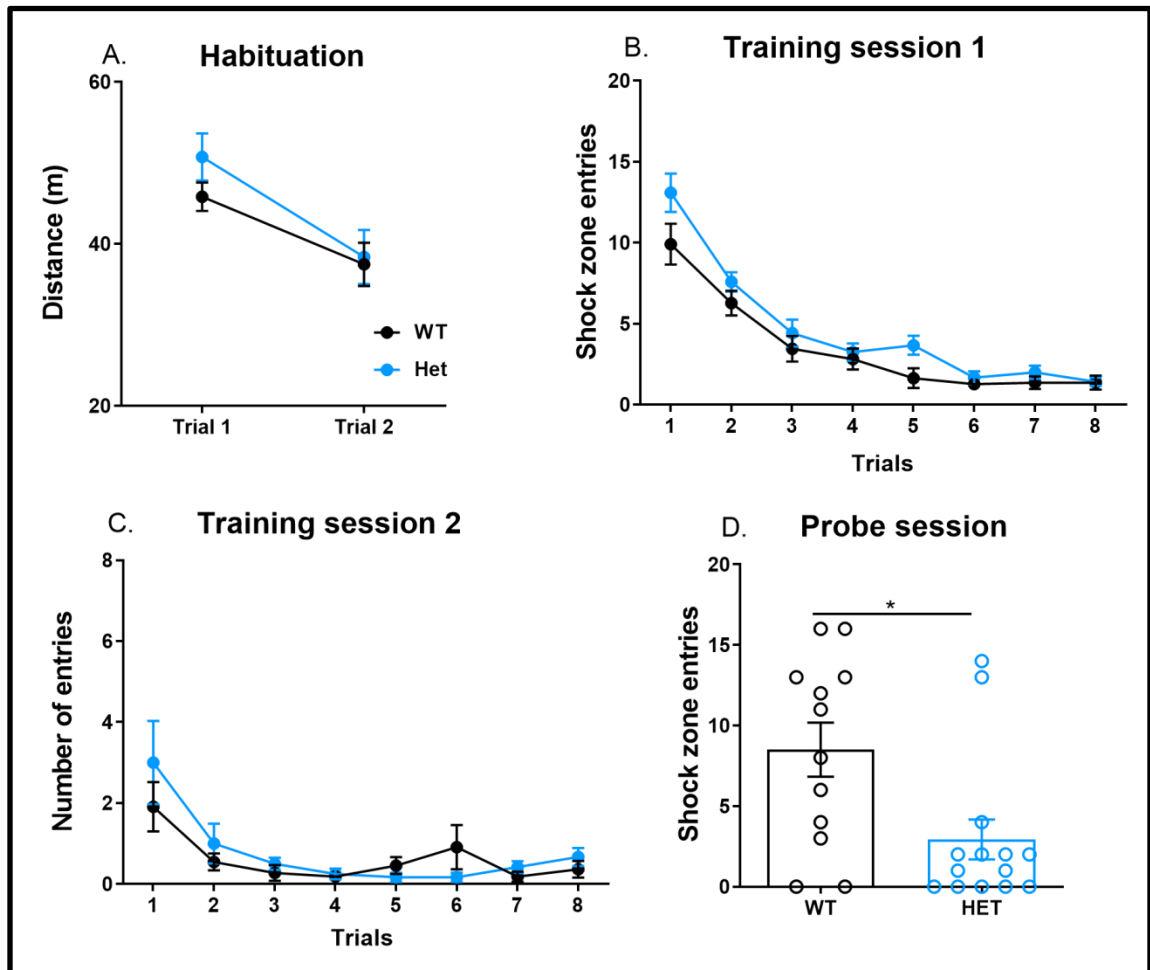 A. Habituation
60
40
20
Distance (m)
WT
Het
Trial 1 Trial 2
B. Training session 1
20
15
10
5
0
Shock zone entries
1 2 3 4 5 6 7 8
Trials
C. Training session 2
8
6
4
2
0
Number of entries
1 2 3 4 5 6 7 8
Trials
D. Probe session
20
15
10
5
0
Shock zone entries
*
WT HET